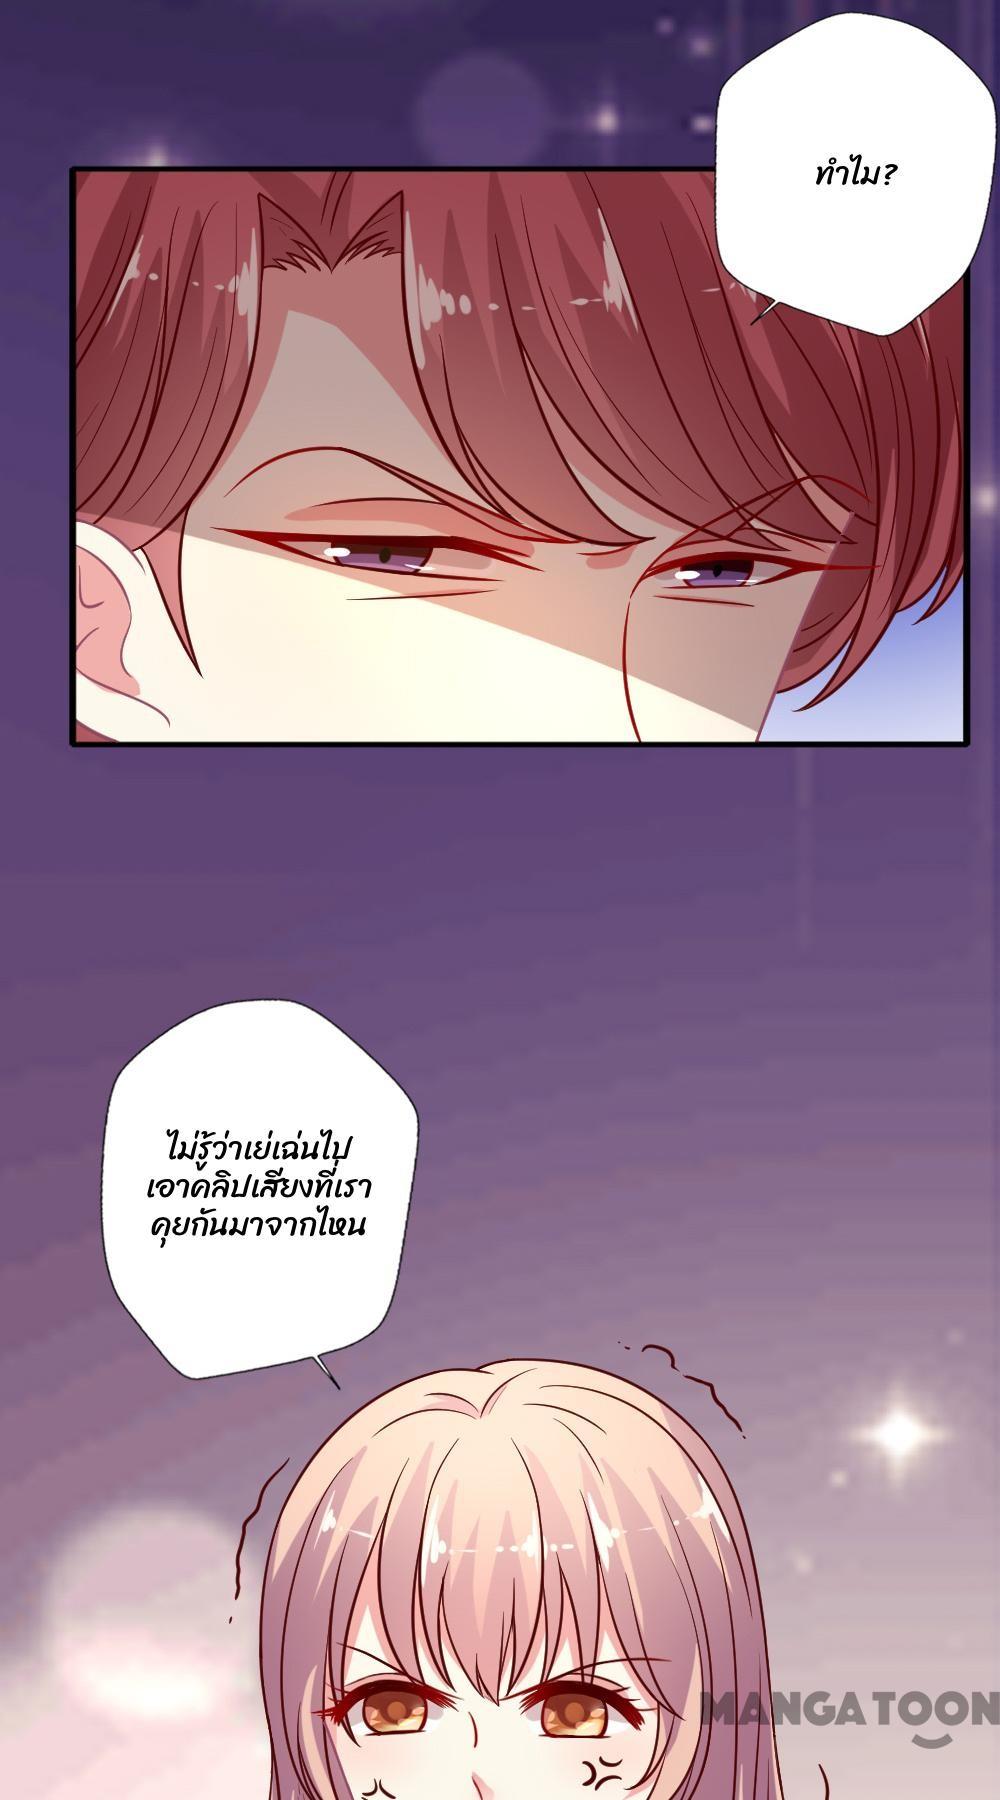 ทำไม?
ไม่รู้ว่าเย่เฉ่นไป
เอาคลิปเสียงที่เรา
คุยกันมาจากไหน
MANGATOON